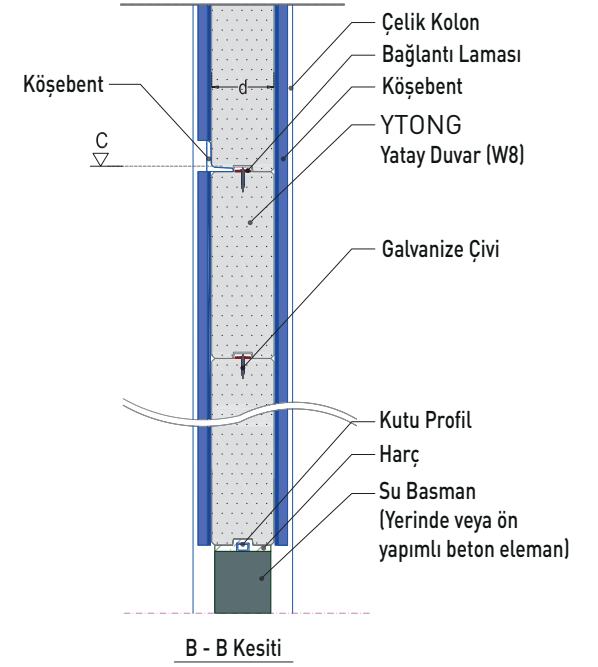 Çelik Kolon
Bağlantı Laması
Köşebent
Köşebent
d
YTONG
Yatay Duvar (W8)
C
Galvanize Çivi
Kutu Profil
Harç
Su Basman
(Yerinde veya ön
yapımlı beton eleman)
B - B Kesiti